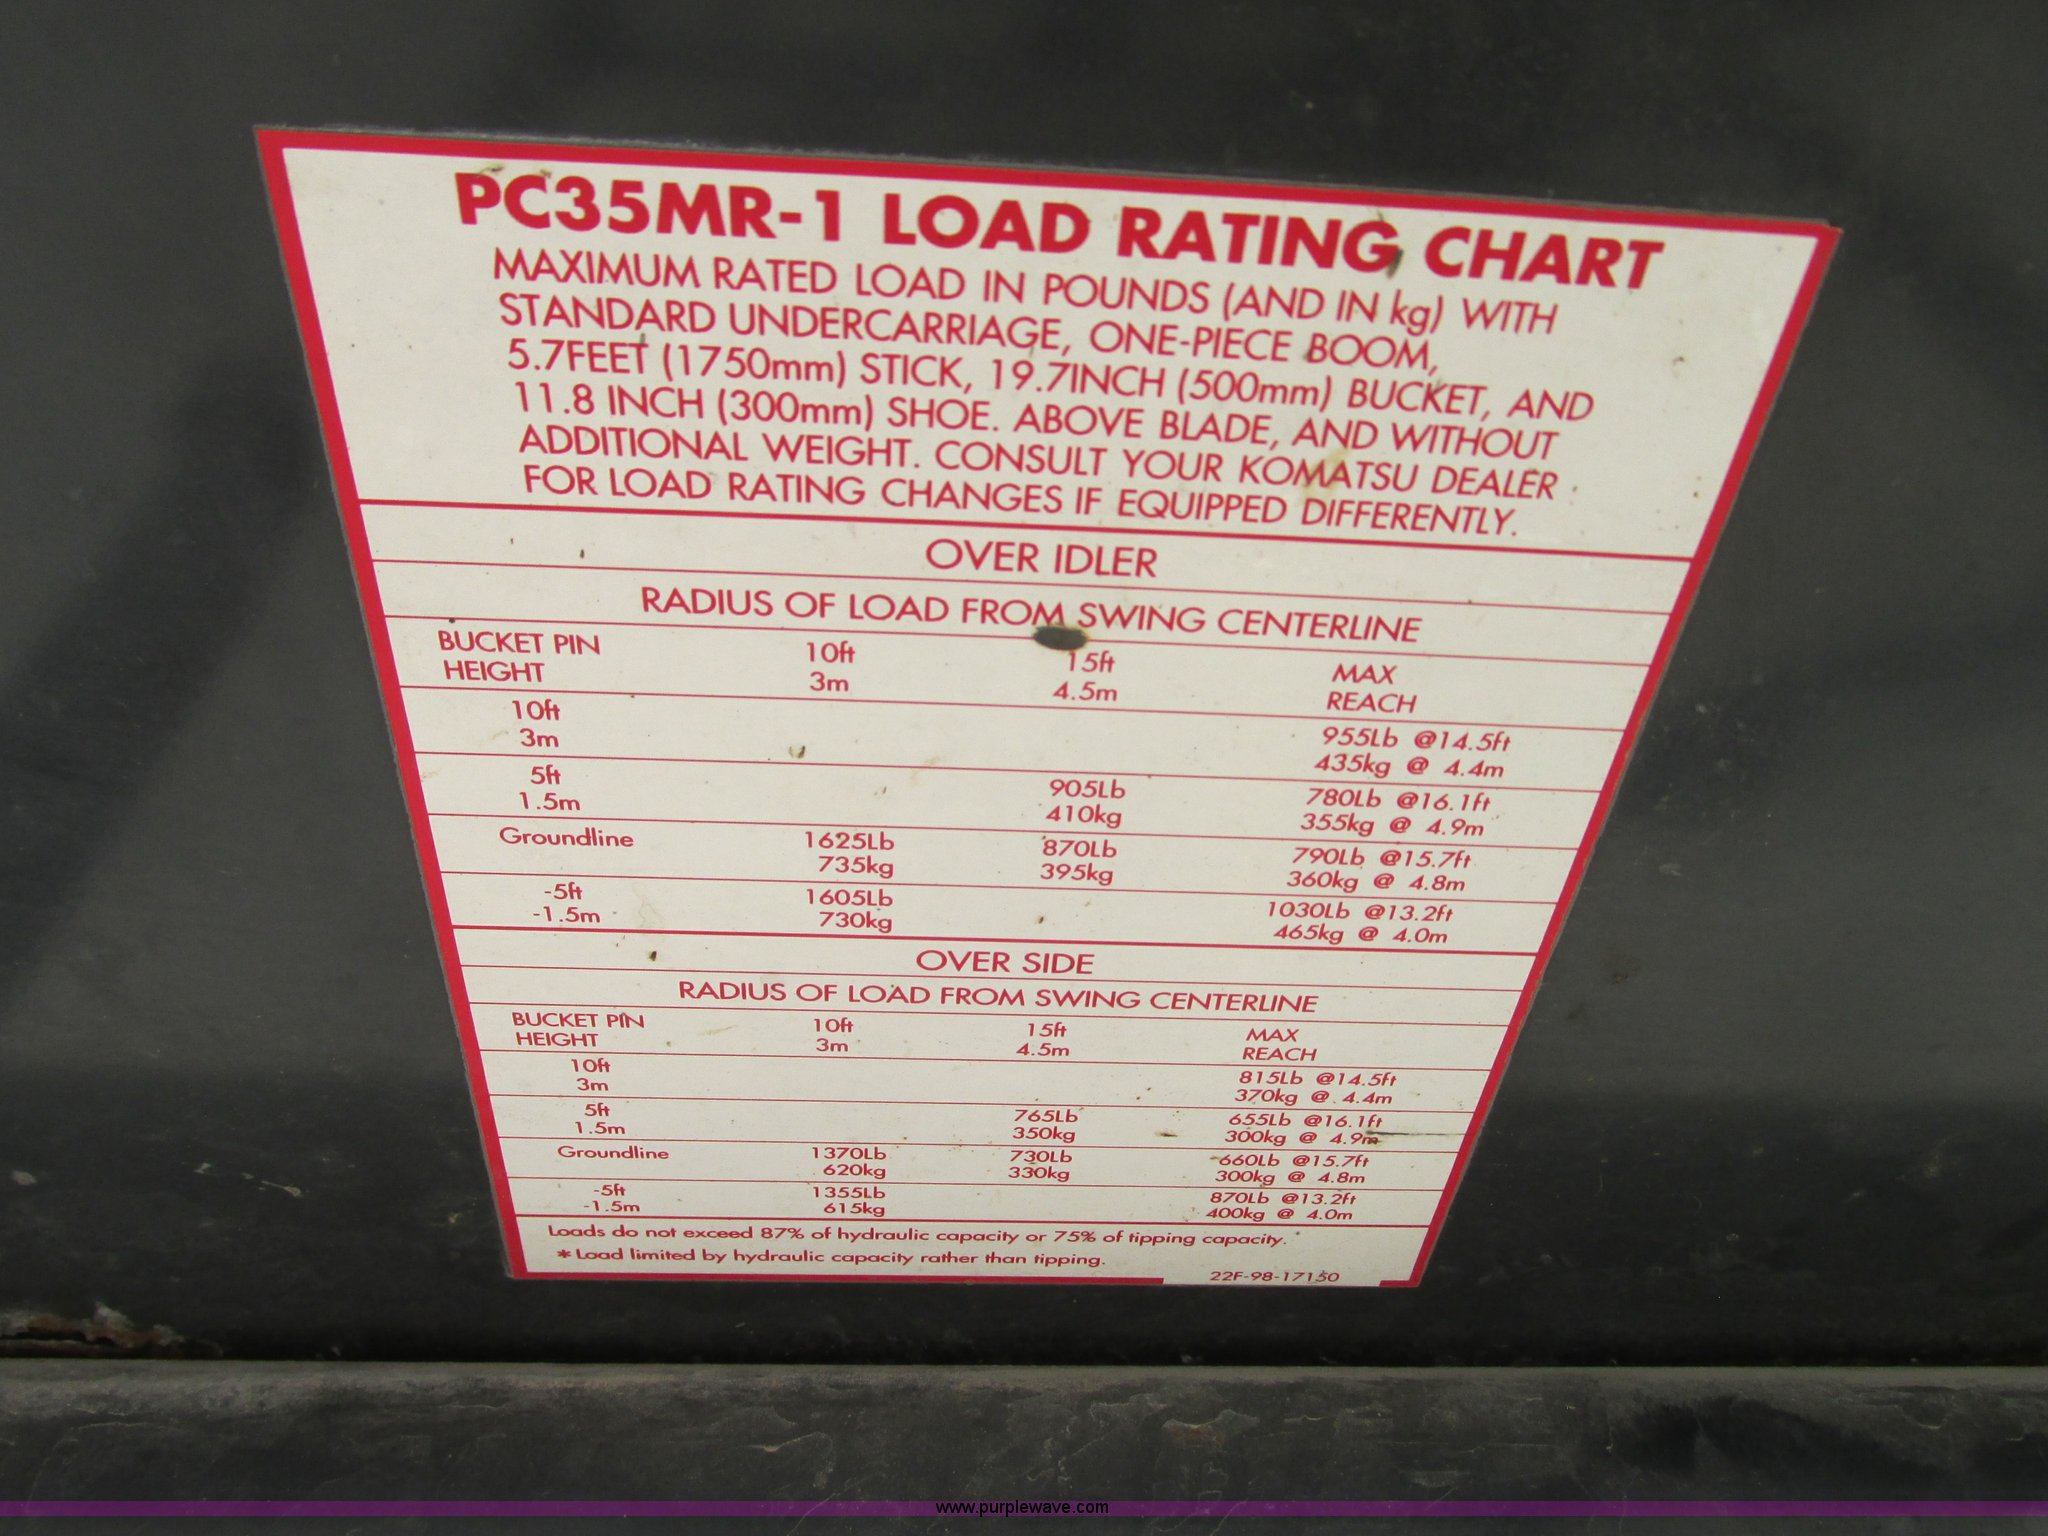 PC35MR-1 LOAD RATING CHART
MAXIMUM RATED LOAD IN POUNDS (AND IN kg) WITH
STANDARD UNDERCARRIAGE, ONE-PIECE BOOM,
5.7FEET (1750mm) STICK, 19.7INCH (500mm) BUCKET, AND
11.8 INCH (300mm) SHOE. ABOVE BLADE, AND WITHOUT
ADDITIONAL WEIGHT. CONSULT YOUR KOMATSU DEALER
FOR LOAD RATING CHANGES IF EQUIPPED DIFFERENTLY.
OVER IDLER
RADIUS OF LOAD FROM SWING CENTERLINE
BUCKET PIN 10ft 15ft MAX
HEIGHT 3m 4.5m REACH
10ft 955Lb @14.5ft
3m 435kg @ 4.4m
5ft 905Lb 780Lb @16.1ft
1.5m 410kg 355kg @ 4.9m
Groundline 1625Lb 870Lb 790Lb @15.7ft
735kg 395kg 360kg @ 4.8m
-5ft 1605Lb 1030Lb @13.2ft
-1.5m 730kg 465kg @ 4.0m
OVER SIDE
RADIUS OF LOAD FROM SWING CENTERLINE
BUCKET PIN 10ft 15ft MAX
HEIGHT 3m 4.5m REACH
10ft 815Lb @14.5ft
3m 370kg @ 4.4m
5ft 765Lb 655Lb @16.1ft
1.5m 350kg 300kg @ 4.9m
Groundline 1370Lb 730Lb 660Lb @15.7ft
620kg 330kg 300kg @ 4.8m
-5ft 1355Lb 870Lb @13.2ft
-1.5m 615kg 400kg @ 4.0m
Loads do not exceed 87% of hydraulic capacity or 75% of tipping capacity.
* Load limited by hydraulic capacity rather than tipping.
22F-98-17150
www.purplewave.com